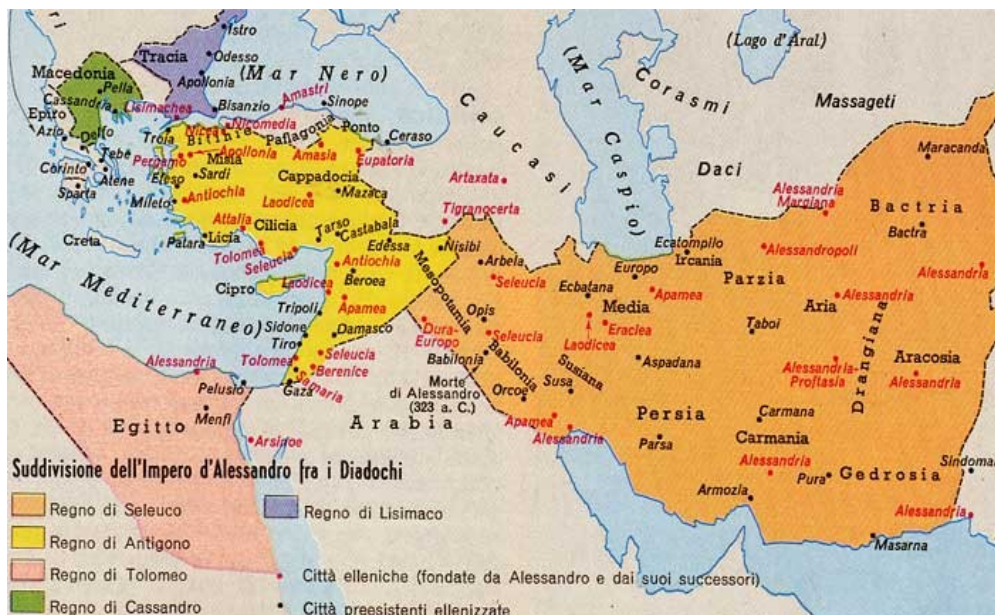 Istro
Tracia
Odesso
(Mar Nero)
Apollonia
Macedonia
Pella
Cassandria
Lisimachea
Bisanzio
Amastri
Sinope
Epiro
Azio
Delfo
Tebe
Corinto
Atene
Sparta
Creta
Troia
Nicea
Nicomedia
Bitinie
Paflagonia
Ponto
Ceraso
Pergamo
Apollonia
Misia
Amasia
Eupatoria
Efeso
Sardi
Cappadocia
Mileto
Antiochia
Laodicea
Mazaca
Attalia
Cilicia
Tarso
Castabala
Patara
Licia
Tolomea
Seleucia
Edessa
Nisibi
Antiochia
Laodicea
Beroea
Cipro
Apamea
Mesopotamia
Tripoli
Sidone
Tiro
Damasco
Tolomea
Seleucia
Berenice
Samaria
Gaza
(Mar Mediterraneo)
Alessandria
Pelusio
Menfi
Egitto
Arsinoe
Arabia
Caucasi
Artaxata
Tigranocerta
(Mar Caspio)
(Lago d'Aral)
Corasmi
Massageti
Daci
Maracanda
Alessandria
Margiana
Bactria
Bactra
Ecatompilo
Ircania
Alessandropoli
Parzia
Alessandria
Arbela
Seleucia
Europo
Ecbatana
Apamea
Media
Aria
Alessandria
Opis
Dura-
Europo
Seleucia
Laodicea
Eraclea
Taboi
Drangiana
Babilonia
Babilonia
Susiana
Susa
Aspadana
Alessandria-
Proftasia
Aracosia
Alessandria
Morte
di Alessandro
(323 a. C.)
Orcoe
Apamea
Alessandria
Persia
Parsa
Carmana
Carmania
Alessandria
Pura
Gedrosia
Sindoman
Armozia
Alessandria
Masarna
Suddivisione dell'Impero d'Alessandro fra i Diadochi
Regno di Seleuco
Regno di Lisimaco
Regno di Antigono
Regno di Tolomeo
Città elleniche (fondate da Alessandro e dai suoi successori)
Regno di Cassandro
Città preesistenti ellenizzate